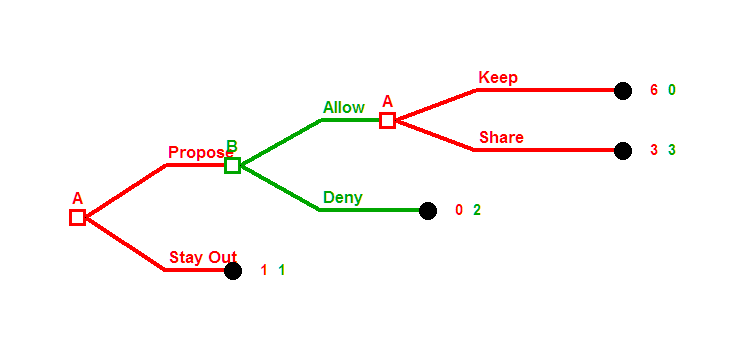 Keep
A
6 0
Allow
Share
B
Propose
3 3
A
Deny
0 2
Stay Out
1 1